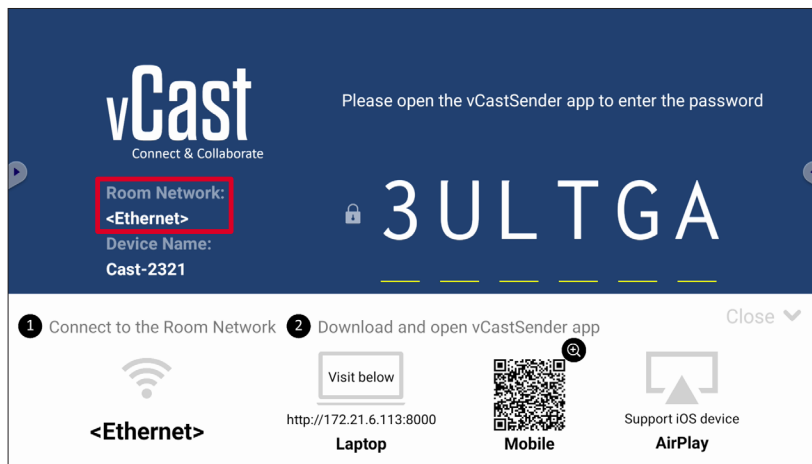 vCast
Connect & Collaborate
Please open the vCastSender app to enter the password
Room Network:
<Ethernet>
Device Name:
Cast-2321
3ULTGA
Close
1 Connect to the Room Network
2 Download and open vCastSender app
<Ethernet>
Visit below
http://172.21.6.113:8000
Laptop
Mobile
Support iOS device
AirPlay